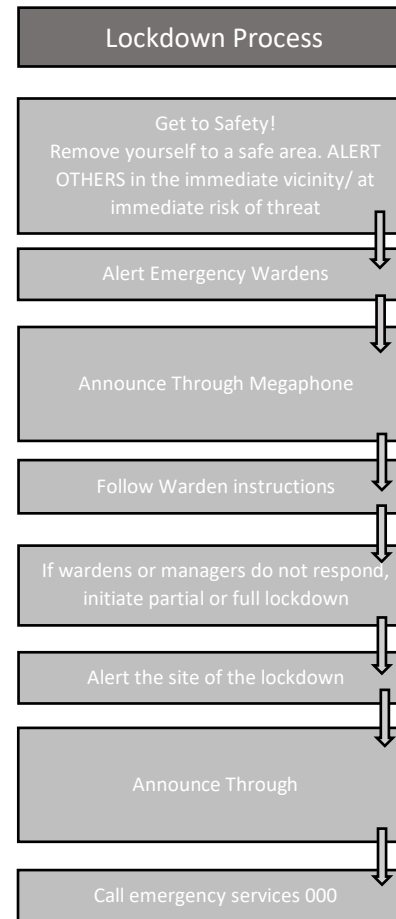 Lockdown Process
Get to Safety!
Remove yourself to a safe area. ALERT
OTHERS in the immediate vicinity/ at
immediate risk of threat
Alert Emergency Wardens
Announce Through Megaphone
Follow Warden instructions
If wardens or managers do not respond,
initiate partial or full lockdown
Alert the site of the lockdown
Announce Through
Call emergency services 000